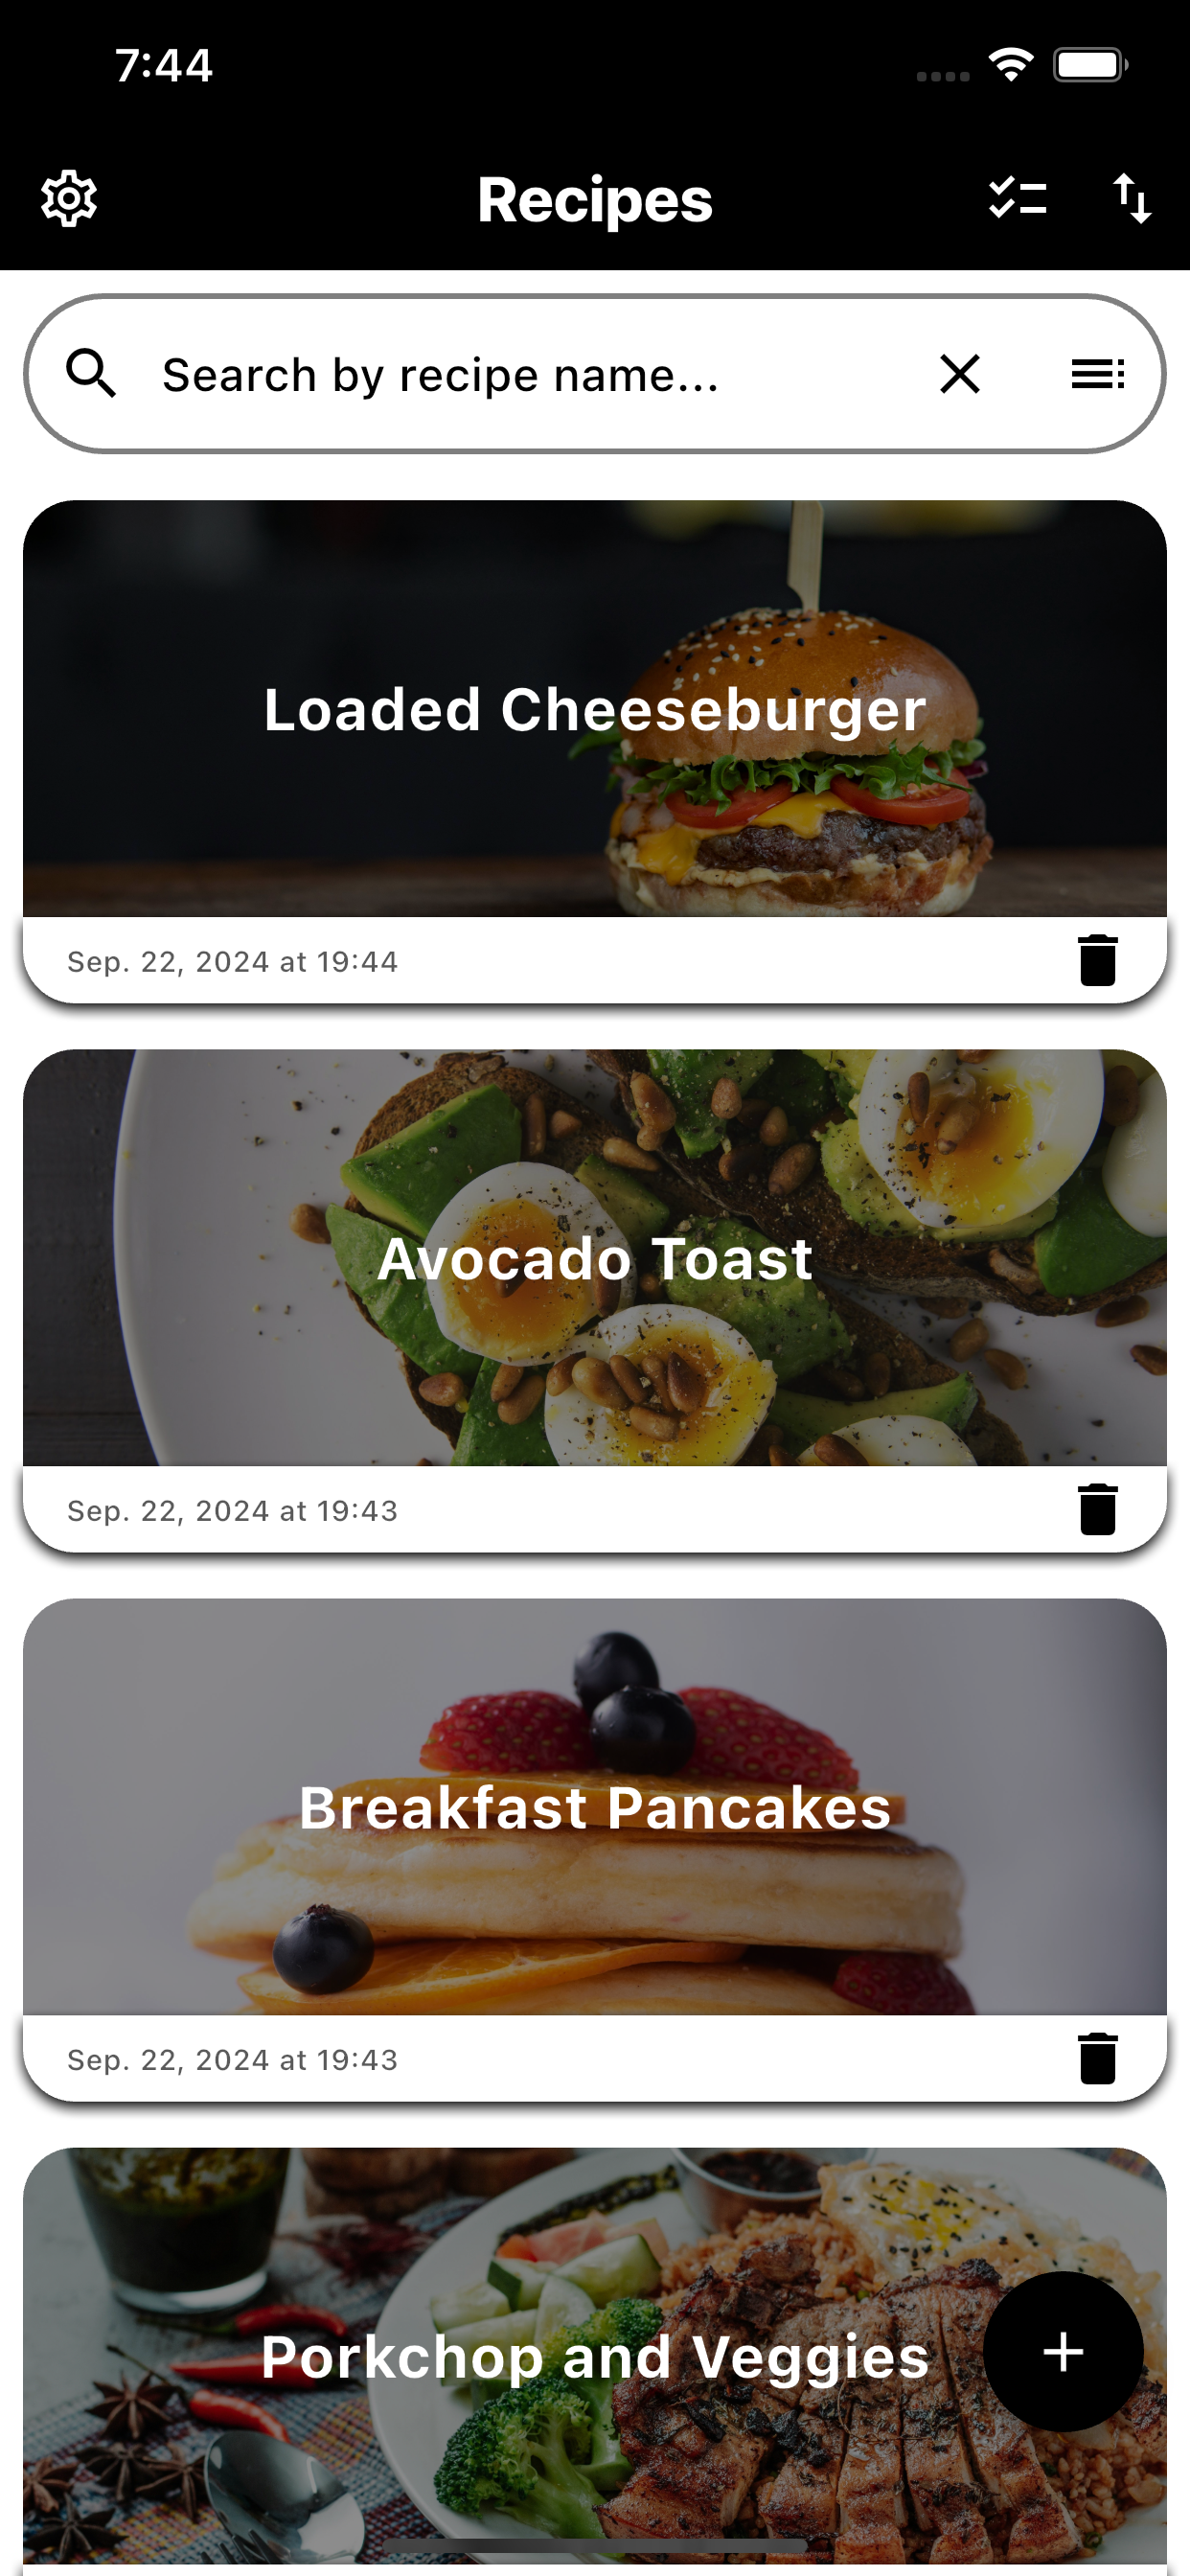 7:44
Recipes
Search by recipe name...
Loaded Cheeseburger
Sep. 22, 2024 at 19:44
Avocado Toast
Sep. 22, 2024 at 19:43
Breakfast Pancakes
Sep. 22, 2024 at 19:43
Porkchop and Veggies